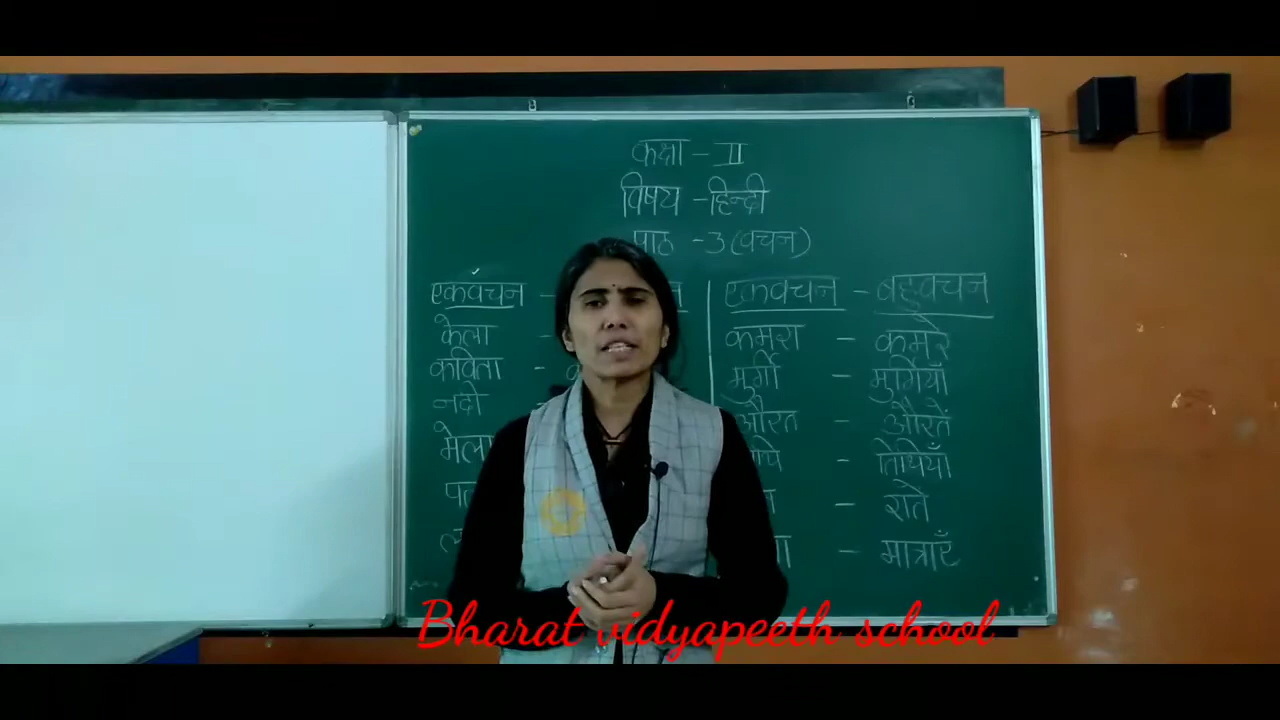 कक्षा - II
विषय - हिन्दी
पाठ - 3 (वचन)
एकवचन -
केला -
कविता -
नदी
मेला
एकवचन - बहुवचन
कमरा - कमरे
मुर्गी - मुर्गियाँ
औरत - औरतें
- तिथियाँ
- राते
- मात्राएँ
Bharat vidyapeeth school